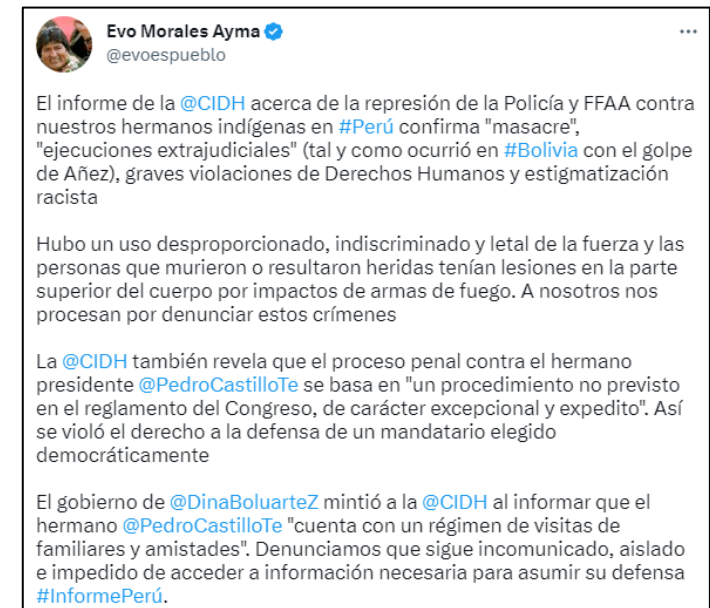 Evo Morales Ayma
@evoespueblo
El informe de la @CIDH acerca de la represión de la Policía y FFAA contra
nuestros hermanos indígenas en #Perú confirma "masacre",
"ejecuciones extrajudiciales" (tal y como ocurrió en #Bolivia con el golpe
de Añez), graves violaciones de Derechos Humanos y estigmatización
racista
Hubo un uso desproporcionado, indiscriminado y letal de la fuerza y las
personas que murieron o resultaron heridas tenían lesiones en la parte
superior del cuerpo por impactos de armas de fuego. A nosotros nos
procesan por denunciar estos crímenes
La @CIDH también revela que el proceso penal contra el hermano
presidente @PedroCastilloTe se basa en "un procedimiento no previsto
en el reglamento del Congreso, de carácter excepcional y expedito". Así
se violó el derecho a la defensa de un mandatario elegido
democráticamente
El gobierno de @DinaBoluarteZ mintió a la @CIDH al informar que el
hermano @PedroCastilloTe "cuenta con un régimen de visitas de
familiares y amistades". Denunciamos que sigue incomunicado, aislado
e impedido de acceder a información necesaria para asumir su defensa
#InformePerú.